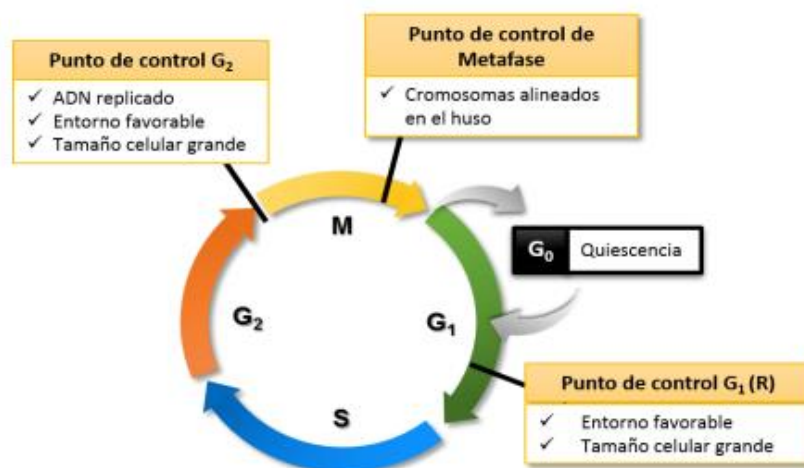 Punto de control G₂
✓ ADN replicado
✓ Entorno favorable
✓ Tamaño celular grande
Punto de control de
Metafase
✓ Cromosomas alineados
en el huso
M
G₀ Quiescencia
G₂
G₁
S
Punto de control G₁ (R)
✓ Entorno favorable
✓ Tamaño celular grande